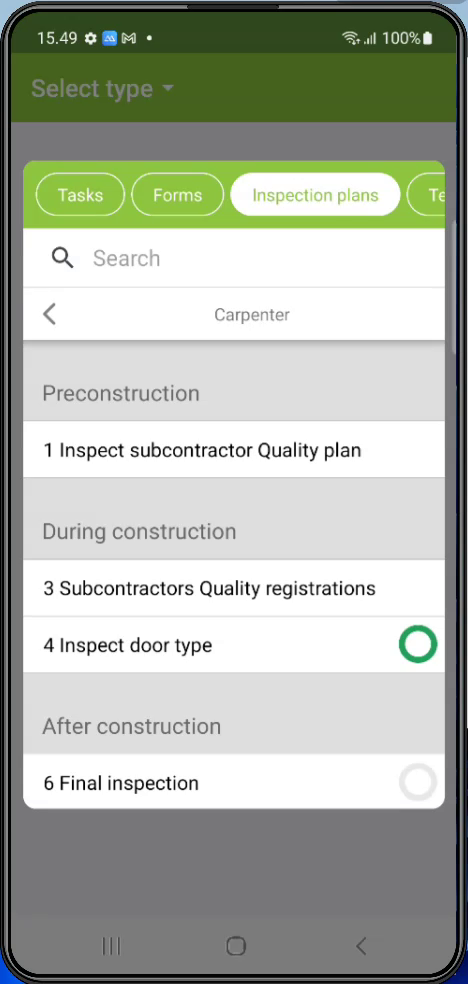 15.49 100%
Select type
Tasks Forms Inspection plans Te
Search
Carpenter
Preconstruction
1 Inspect subcontractor Quality plan
During construction
3 Subcontractors Quality registrations
4 Inspect door type
After construction
6 Final inspection